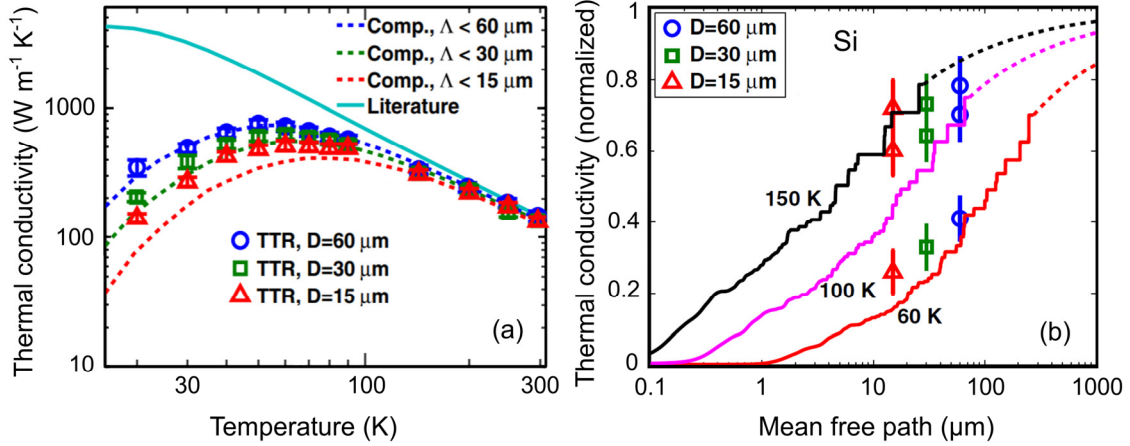 Thermal conductivity (W m⁻¹ K⁻¹)
1000
100
10
Comp., Λ < 60 μm
Comp., Λ < 30 μm
Comp., Λ < 15 μm
Literature
TTR, D=60 μm
TTR, D=30 μm
TTR, D=15 μm
(a)
30
100
300
Temperature (K)
Thermal conductivity (normalized)
1.0
0.8
0.6
0.4
0.2
0
D=60 μm
D=30 μm
D=15 μm
Si
150 K
100 K
60 K
(b)
0.1
1
10
100
1000
Mean free path (μm)